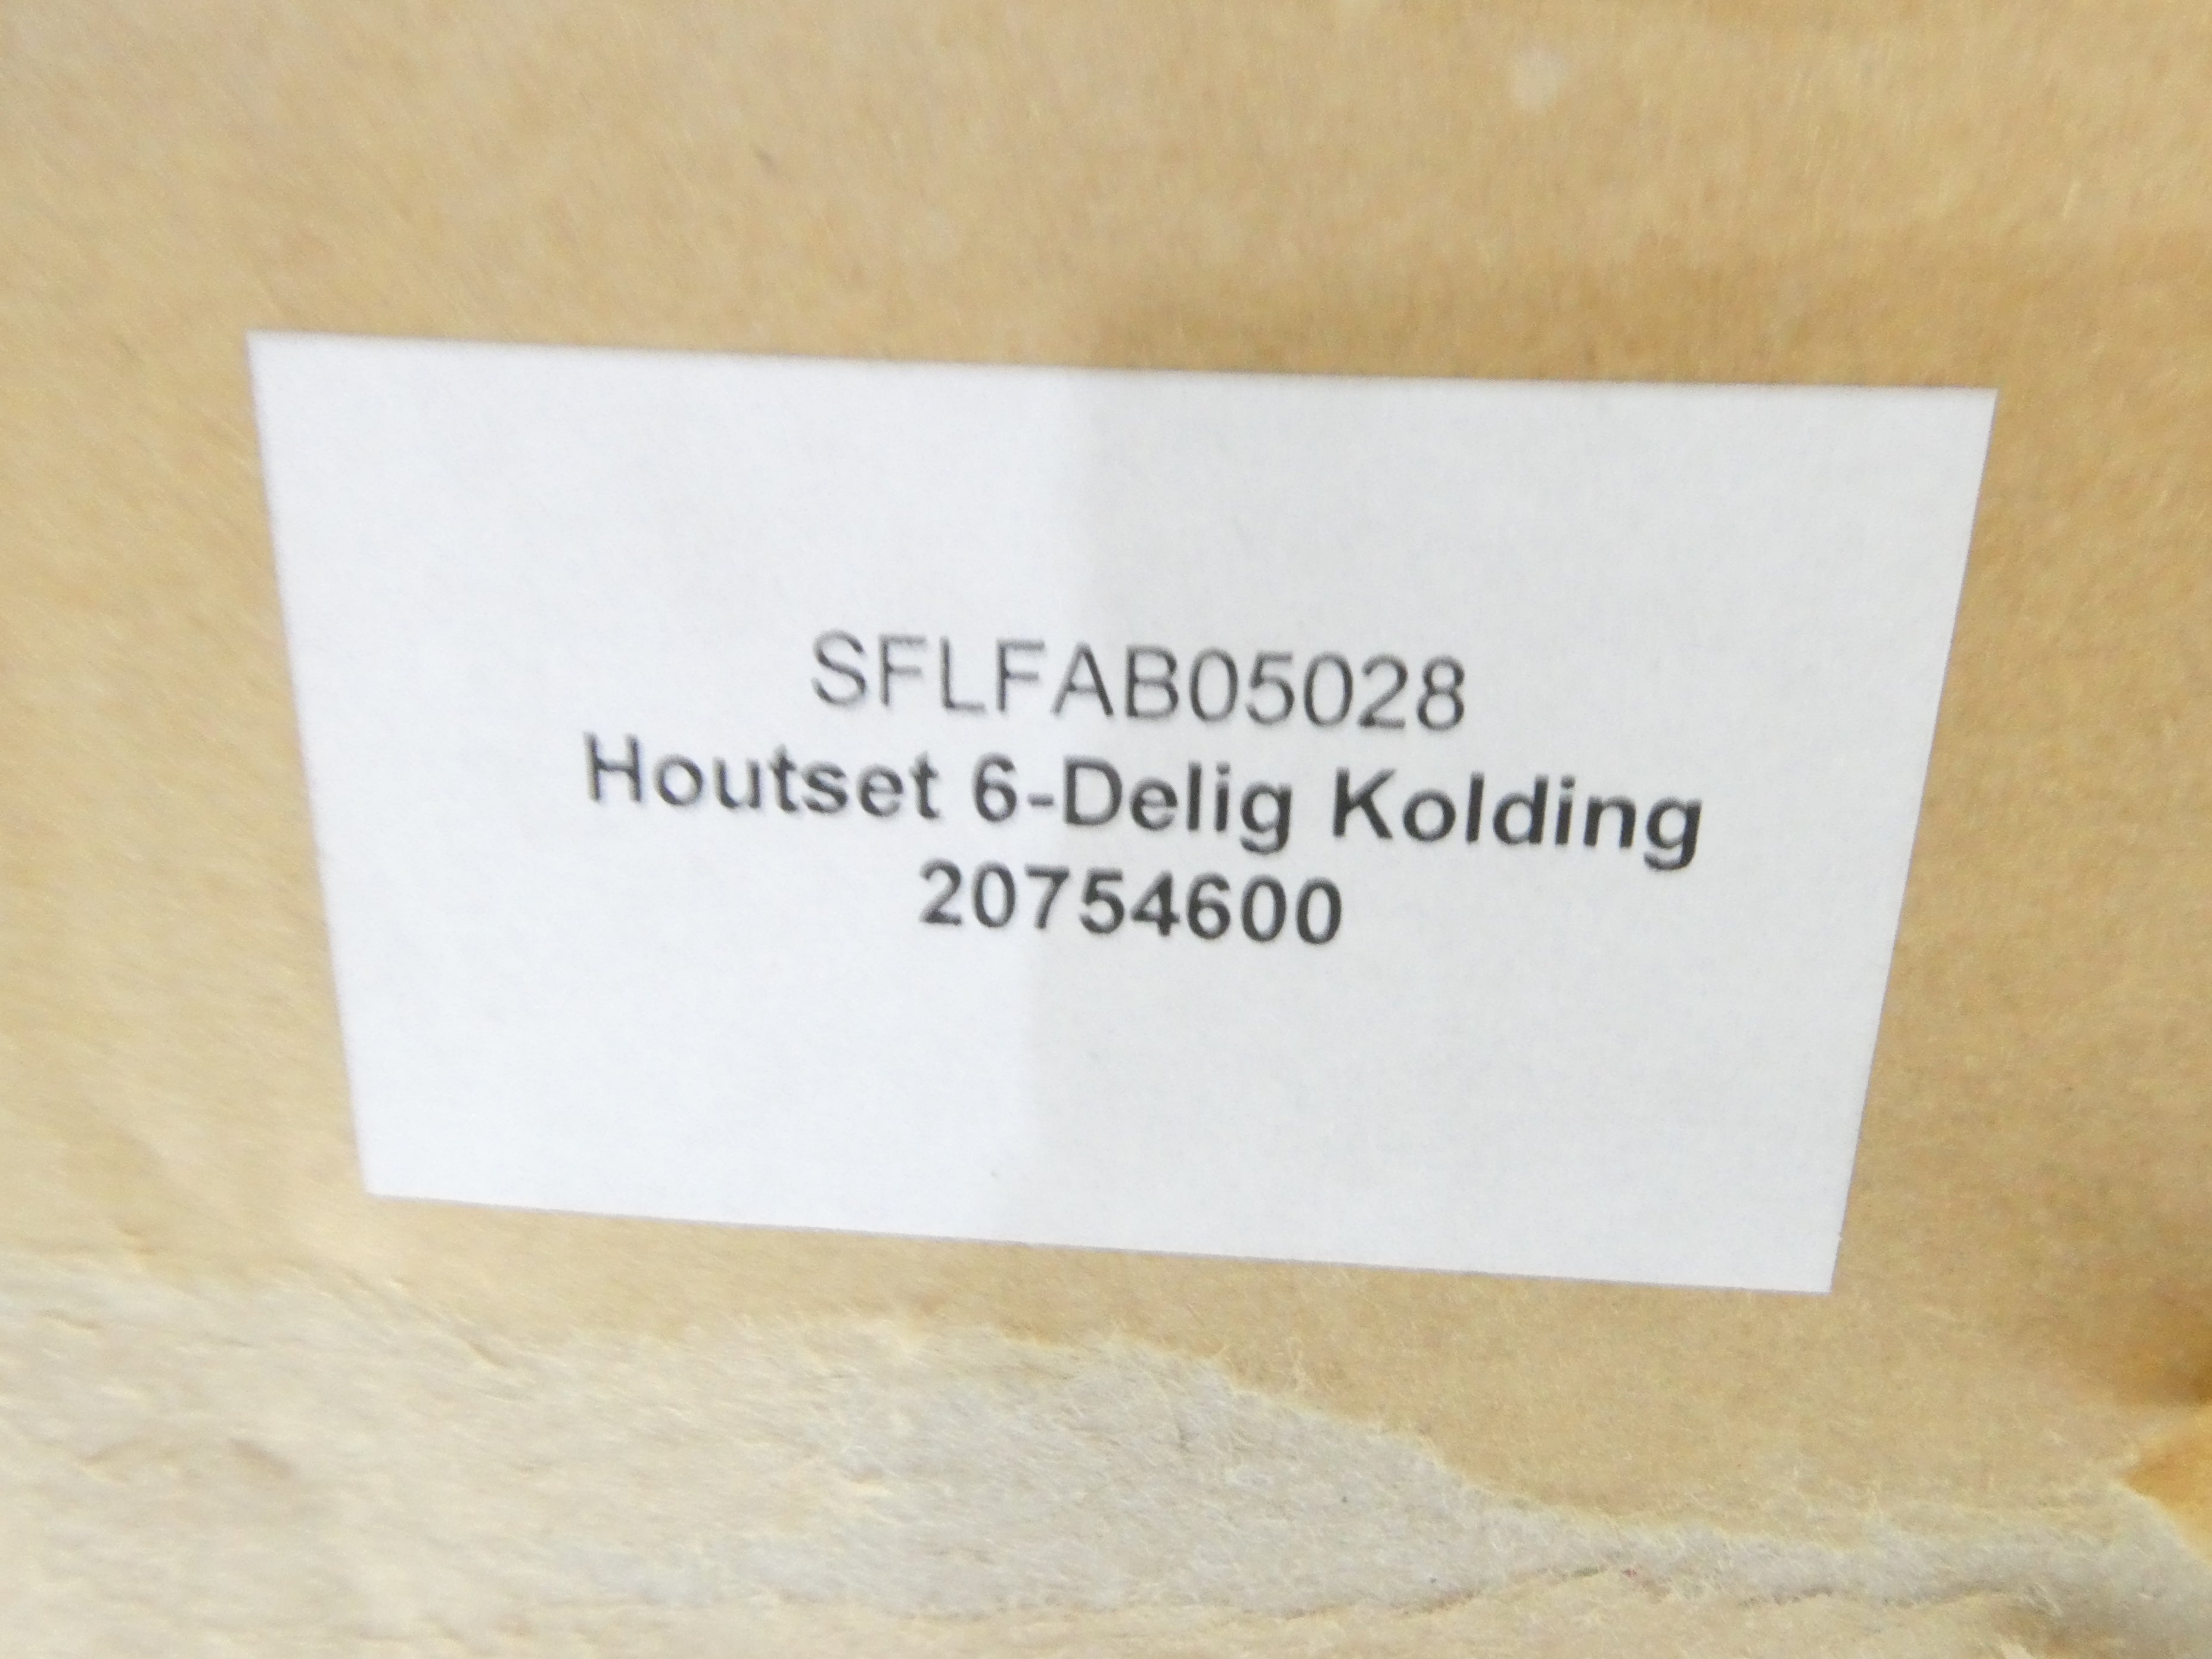 SFLFAB05028
Houtset 6-Delig Kolding
20754600